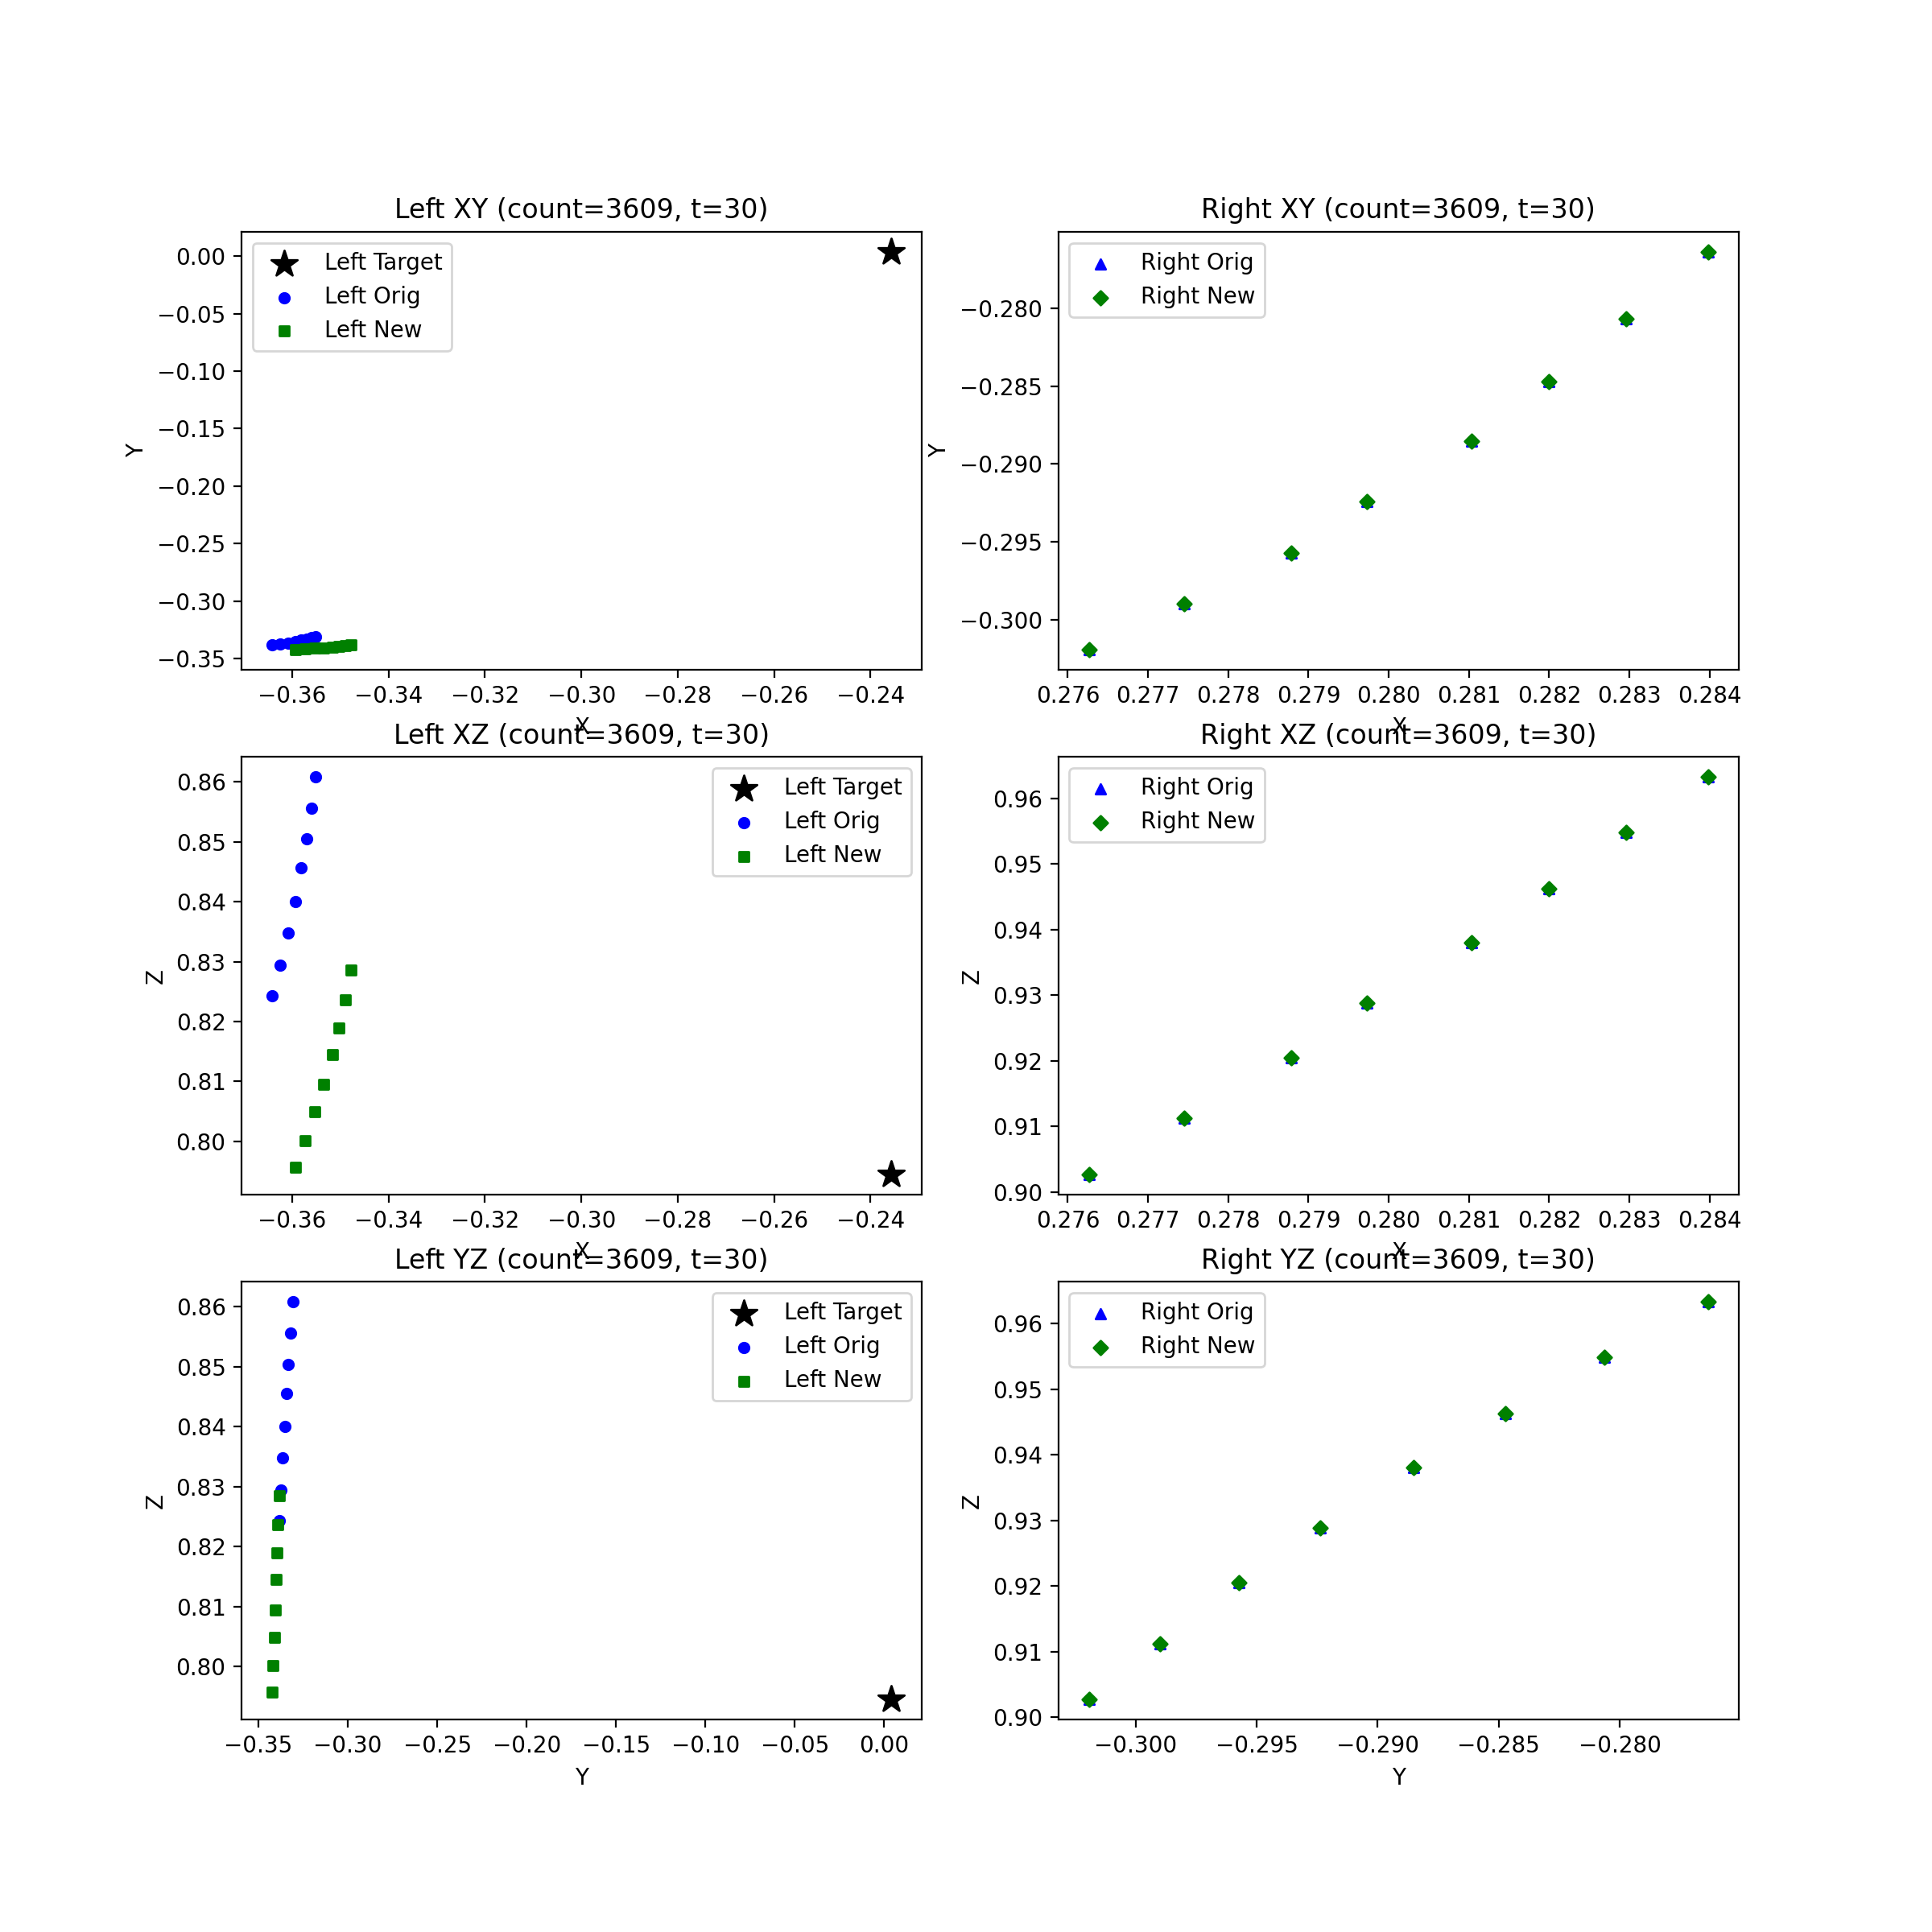 Left XY (count=3609, t=30)
Left Target
Left Orig
Left New
0.00
−0.05
−0.10
−0.15
−0.20
−0.25
−0.30
−0.35
Y
−0.36
−0.34
−0.32
−0.30
−0.28
−0.26
−0.24
X
Right XY (count=3609, t=30)
Right Orig
Right New
−0.280
−0.285
−0.290
−0.295
−0.300
Y
0.276
0.277
0.278
0.279
0.280
0.281
0.282
0.283
0.284
X
Left XZ (count=3609, t=30)
Left Target
Left Orig
Left New
0.86
0.85
0.84
0.83
0.82
0.81
0.80
Z
−0.36
−0.34
−0.32
−0.30
−0.28
−0.26
−0.24
X
Right XZ (count=3609, t=30)
Right Orig
Right New
0.96
0.95
0.94
0.93
0.92
0.91
0.90
Z
0.276
0.277
0.278
0.279
0.280
0.281
0.282
0.283
0.284
X
Left YZ (count=3609, t=30)
Left Target
Left Orig
Left New
0.86
0.85
0.84
0.83
0.82
0.81
0.80
Z
−0.35
−0.30
−0.25
−0.20
−0.15
−0.10
−0.05
0.00
Y
Right YZ (count=3609, t=30)
Right Orig
Right New
0.96
0.95
0.94
0.93
0.92
0.91
0.90
Z
−0.300
−0.295
−0.290
−0.285
−0.280
Y